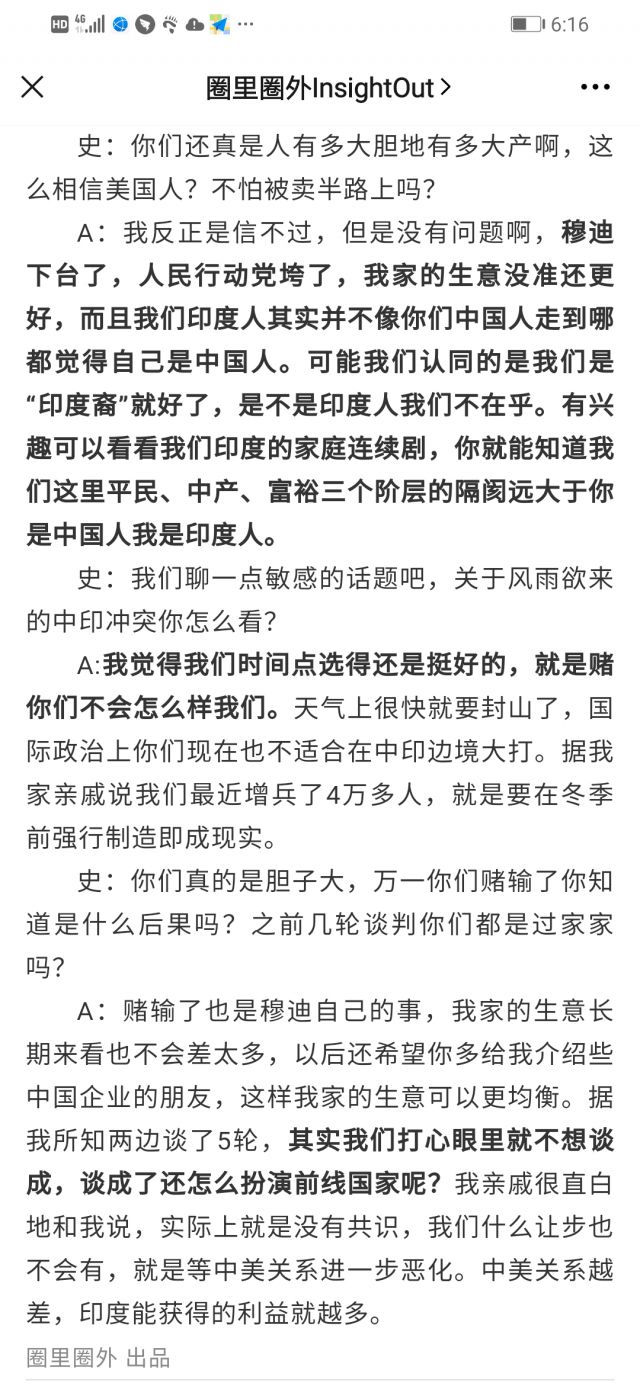 HD 4G 6:16
圈里圈外InsightOut
史：你们还真是人有多大胆地有多大产啊，这
么相信美国人？不怕被卖半路上吗？
A：我反正是信不过，但是没有问题啊，穆迪
下台了，人民行动党垮了，我家的生意没准还更
好，而且我们印度人其实并不像你们中国人走到哪
都觉得自己是中国人。可能我们认同的是我们是
“印度裔”就好了，是不是印度人我们不在乎。有兴
趣可以看看我们印度的家庭连续剧，你就能知道我
们这里平民、中产、富裕三个阶层的隔阂远大于你
是中国人我是印度人。
史：我们聊一点敏感的话题吧，关于风雨欲来
的中印冲突你怎么看？
A:我觉得我们时间点选得还是挺好的，就是赌
你们不会怎么样我们。天气上很快就要封山了，国
际政治上你们现在也不适合在中印边境大打。据我
家亲戚说我们最近增兵了4万多人，就是要在冬季
前强行制造即成现实。
史：你们真的是胆子大，万一你们赌输了你知
道是什么后果吗？之前几轮谈判你们都是过家家
吗？
A：赌输了也是穆迪自己的事，我家的生意长
期来看也不会差太多，以后还希望你多给我介绍些
中国企业的朋友，这样我家的生意可以更均衡。据
我所知两边谈了5轮，其实我们打心眼里就不想谈
成，谈成了还怎么扮演前线国家呢？我亲戚很直白
地和我说，实际上就是没有共识，我们什么让步也
不会有，就是等中美关系进一步恶化。中美关系越
差，印度能获得的利益就越多。
圈里圈外 出品